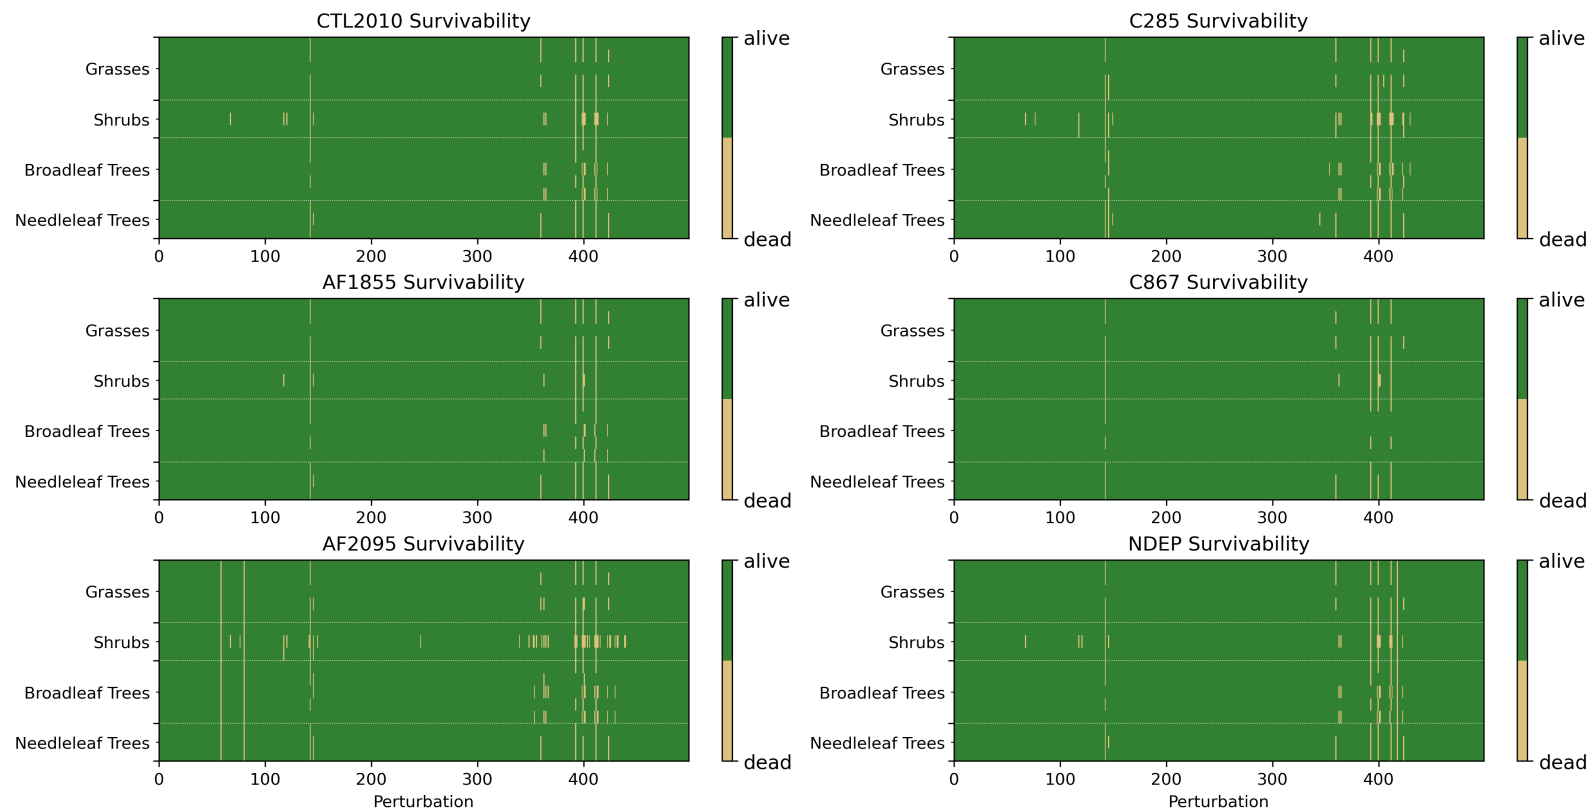 CTL2010 Survivability
Grasses
Shrubs
Broadleaf Trees
Needleleaf Trees
0 100 200 300 400
alive
dead
C285 Survivability
Grasses
Shrubs
Broadleaf Trees
Needleleaf Trees
0 100 200 300 400
alive
dead
AF1855 Survivability
Grasses
Shrubs
Broadleaf Trees
Needleleaf Trees
0 100 200 300 400
alive
dead
C867 Survivability
Grasses
Shrubs
Broadleaf Trees
Needleleaf Trees
0 100 200 300 400
alive
dead
AF2095 Survivability
Grasses
Shrubs
Broadleaf Trees
Needleleaf Trees
0 100 200 300 400
Perturbation
alive
dead
NDEP Survivability
Grasses
Shrubs
Broadleaf Trees
Needleleaf Trees
0 100 200 300 400
Perturbation
alive
dead